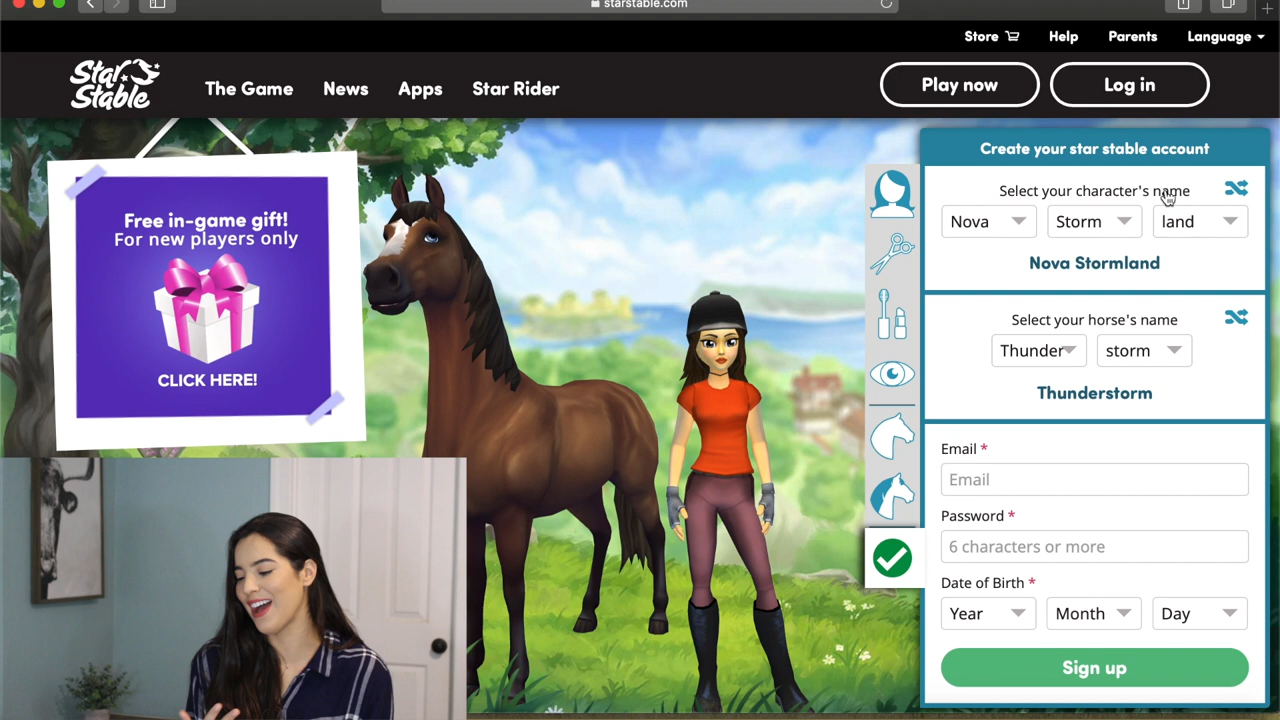 starstable.com
Store Help Parents Language
Star Stable
The Game News Apps Star Rider
Play now Log in
Free in-game gift!
For new players only
CLICK HERE!
Create your star stable account
Select your character's name
Nova Storm land
Nova Stormland
Select your horse's name
Thunder storm
Thunderstorm
Email *
Email
Password *
6 characters or more
Date of Birth *
Year Month Day
Sign up